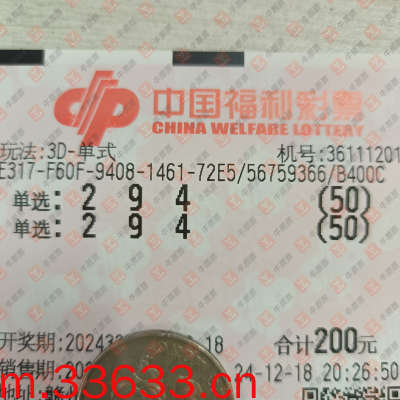 中国福利彩票
CHINA WELFARE LOTTERY
玩法:3D-单式 机号:36111201
E317-F60F-9408-1461-72E5/56759366/B400C
单选: 2 9 4 (50)
单选: 2 9 4 (50)
开奖期:20243 18 合计200元
销售期:20 24-12-18 20:26:50
m.33633.cn